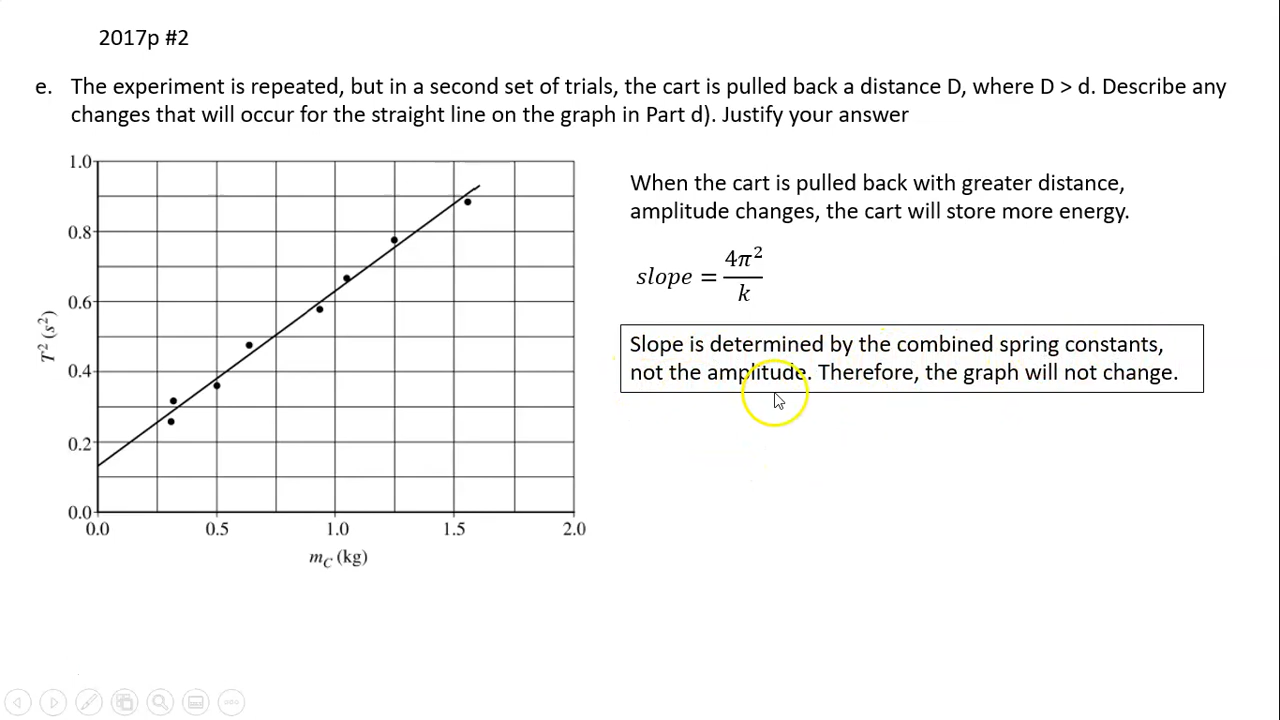 2017p #2
e. The experiment is repeated, but in a second set of trials, the cart is pulled back a distance D, where D > d. Describe any
changes that will occur for the straight line on the graph in Part d). Justify your answer
1.0
0.8
0.6
0.4
0.2
0.0
T² (s²)
0.0 0.5 1.0 1.5 2.0
m_C (kg)
When the cart is pulled back with greater distance,
amplitude changes, the cart will store more energy.
slope = 4π²/k
Slope is determined by the combined spring constants,
not the amplitude. Therefore, the graph will not change.